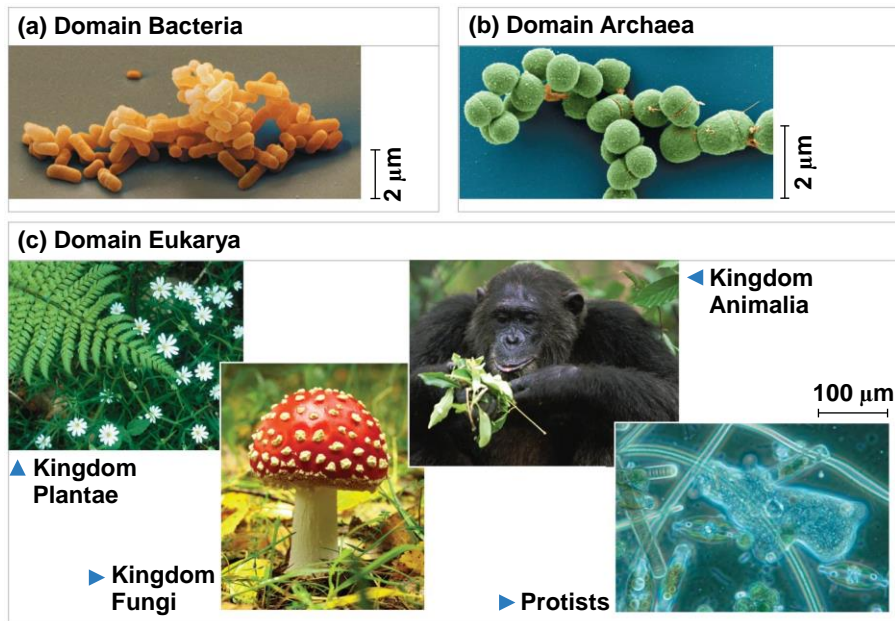 (a) Domain Bacteria
2 μm
(b) Domain Archaea
2 μm
(c) Domain Eukarya
Kingdom
Animalia
100 μm
Kingdom
Plantae
Kingdom
Fungi
Protists